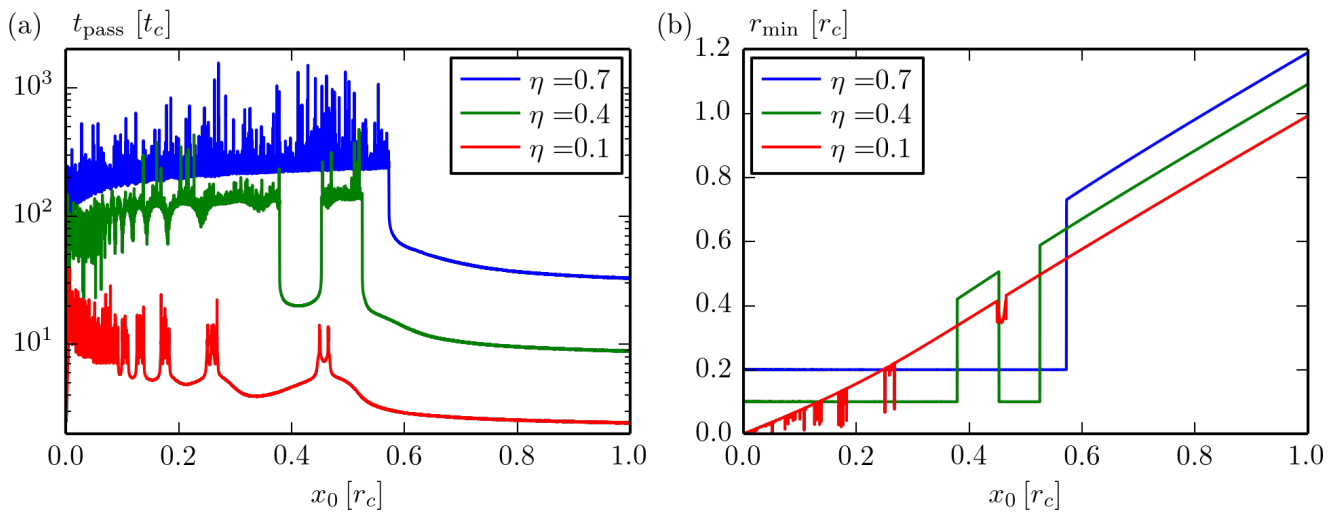 (a) t_pass [t_c]
10^3
10^2
10^1
η =0.7
η =0.4
η =0.1
0.0 0.2 0.4 0.6 0.8 1.0
x_0 [r_c]
(b) r_min [r_c]
1.2
1.0
0.8
0.6
0.4
0.2
0.0
η =0.7
η =0.4
η =0.1
0.0 0.2 0.4 0.6 0.8 1.0
x_0 [r_c]